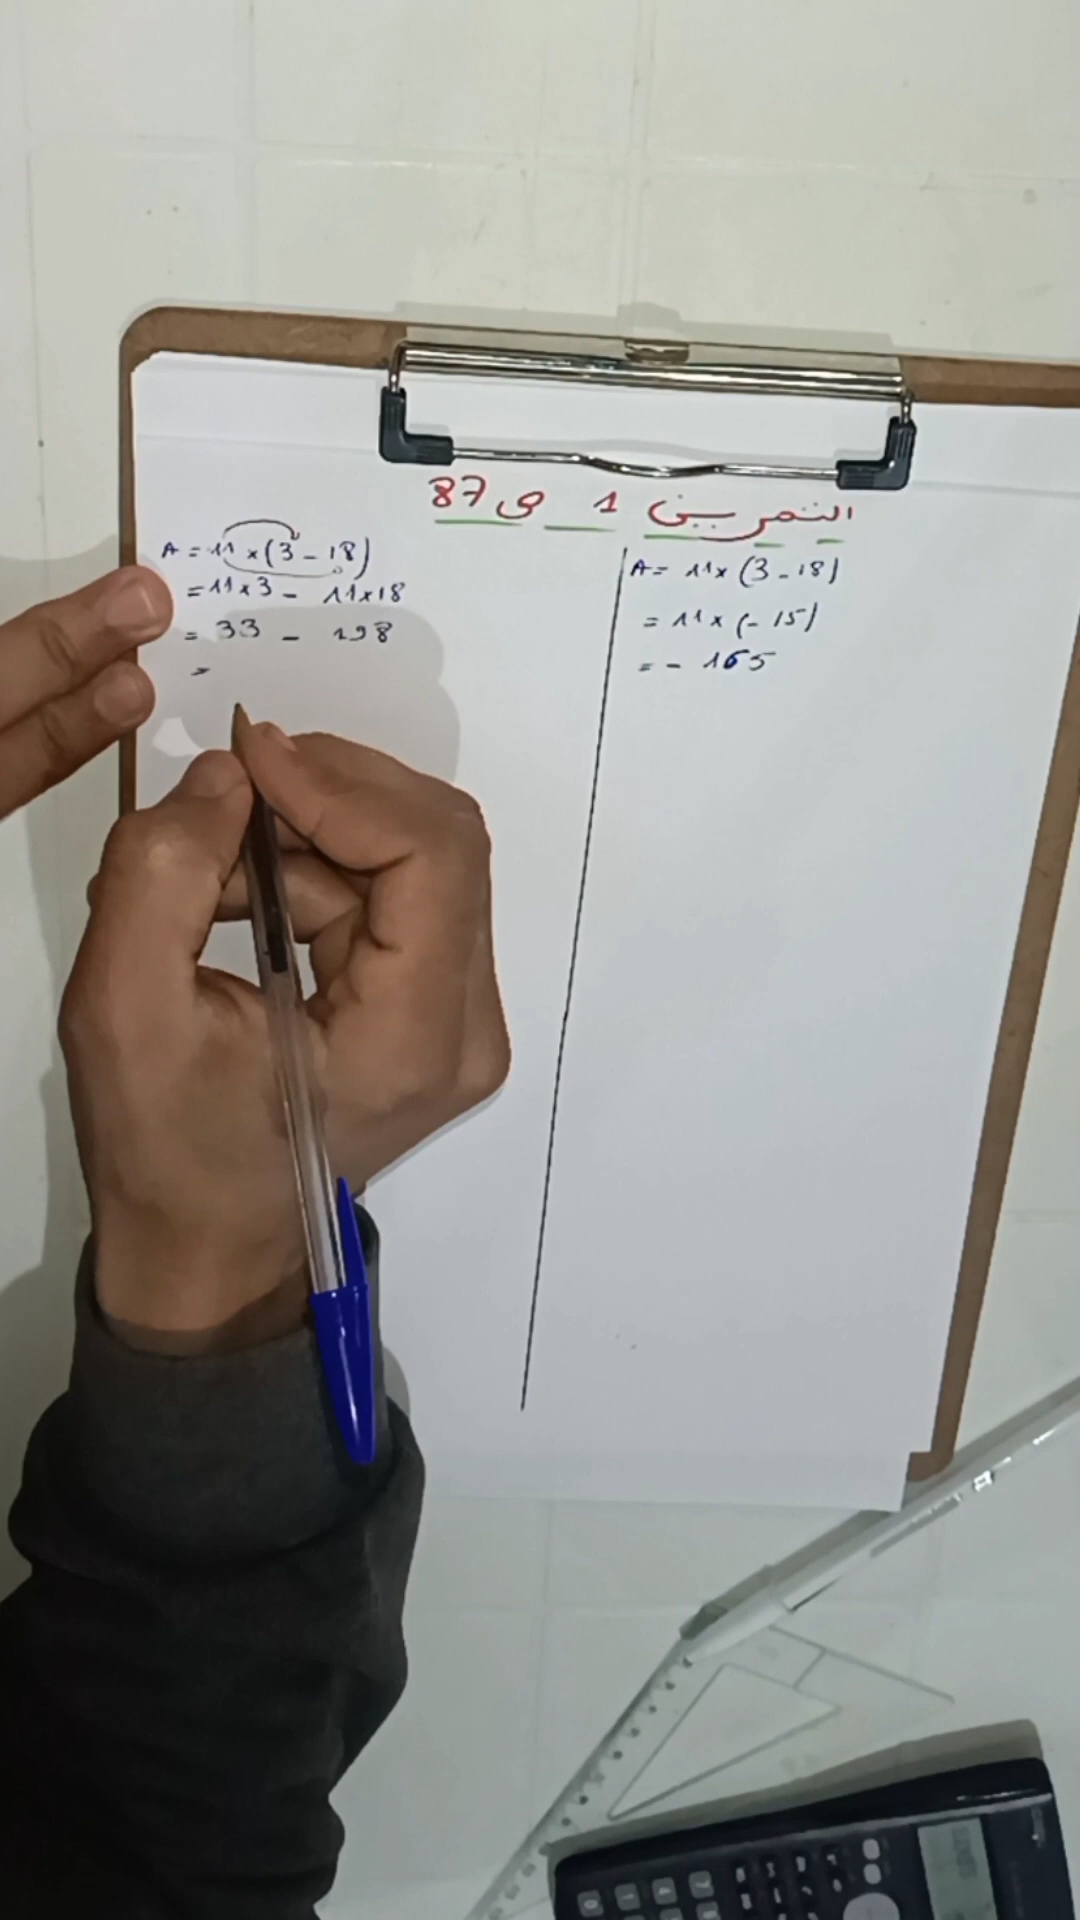 التمرين 1 ص 87
A = 11 × (3 - 18)
= 11 × 3 - 11 × 18
= 33 - 198
=
A = 11 × (3 - 18)
= 11 × (- 15)
= - 165